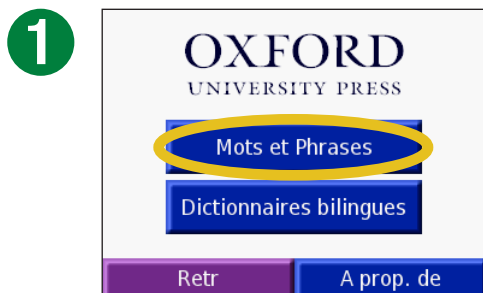 1
OXFORD
UNIVERSITY PRESS
Mots et Phrases
Dictionnaires bilingues
Retr
A prop. de